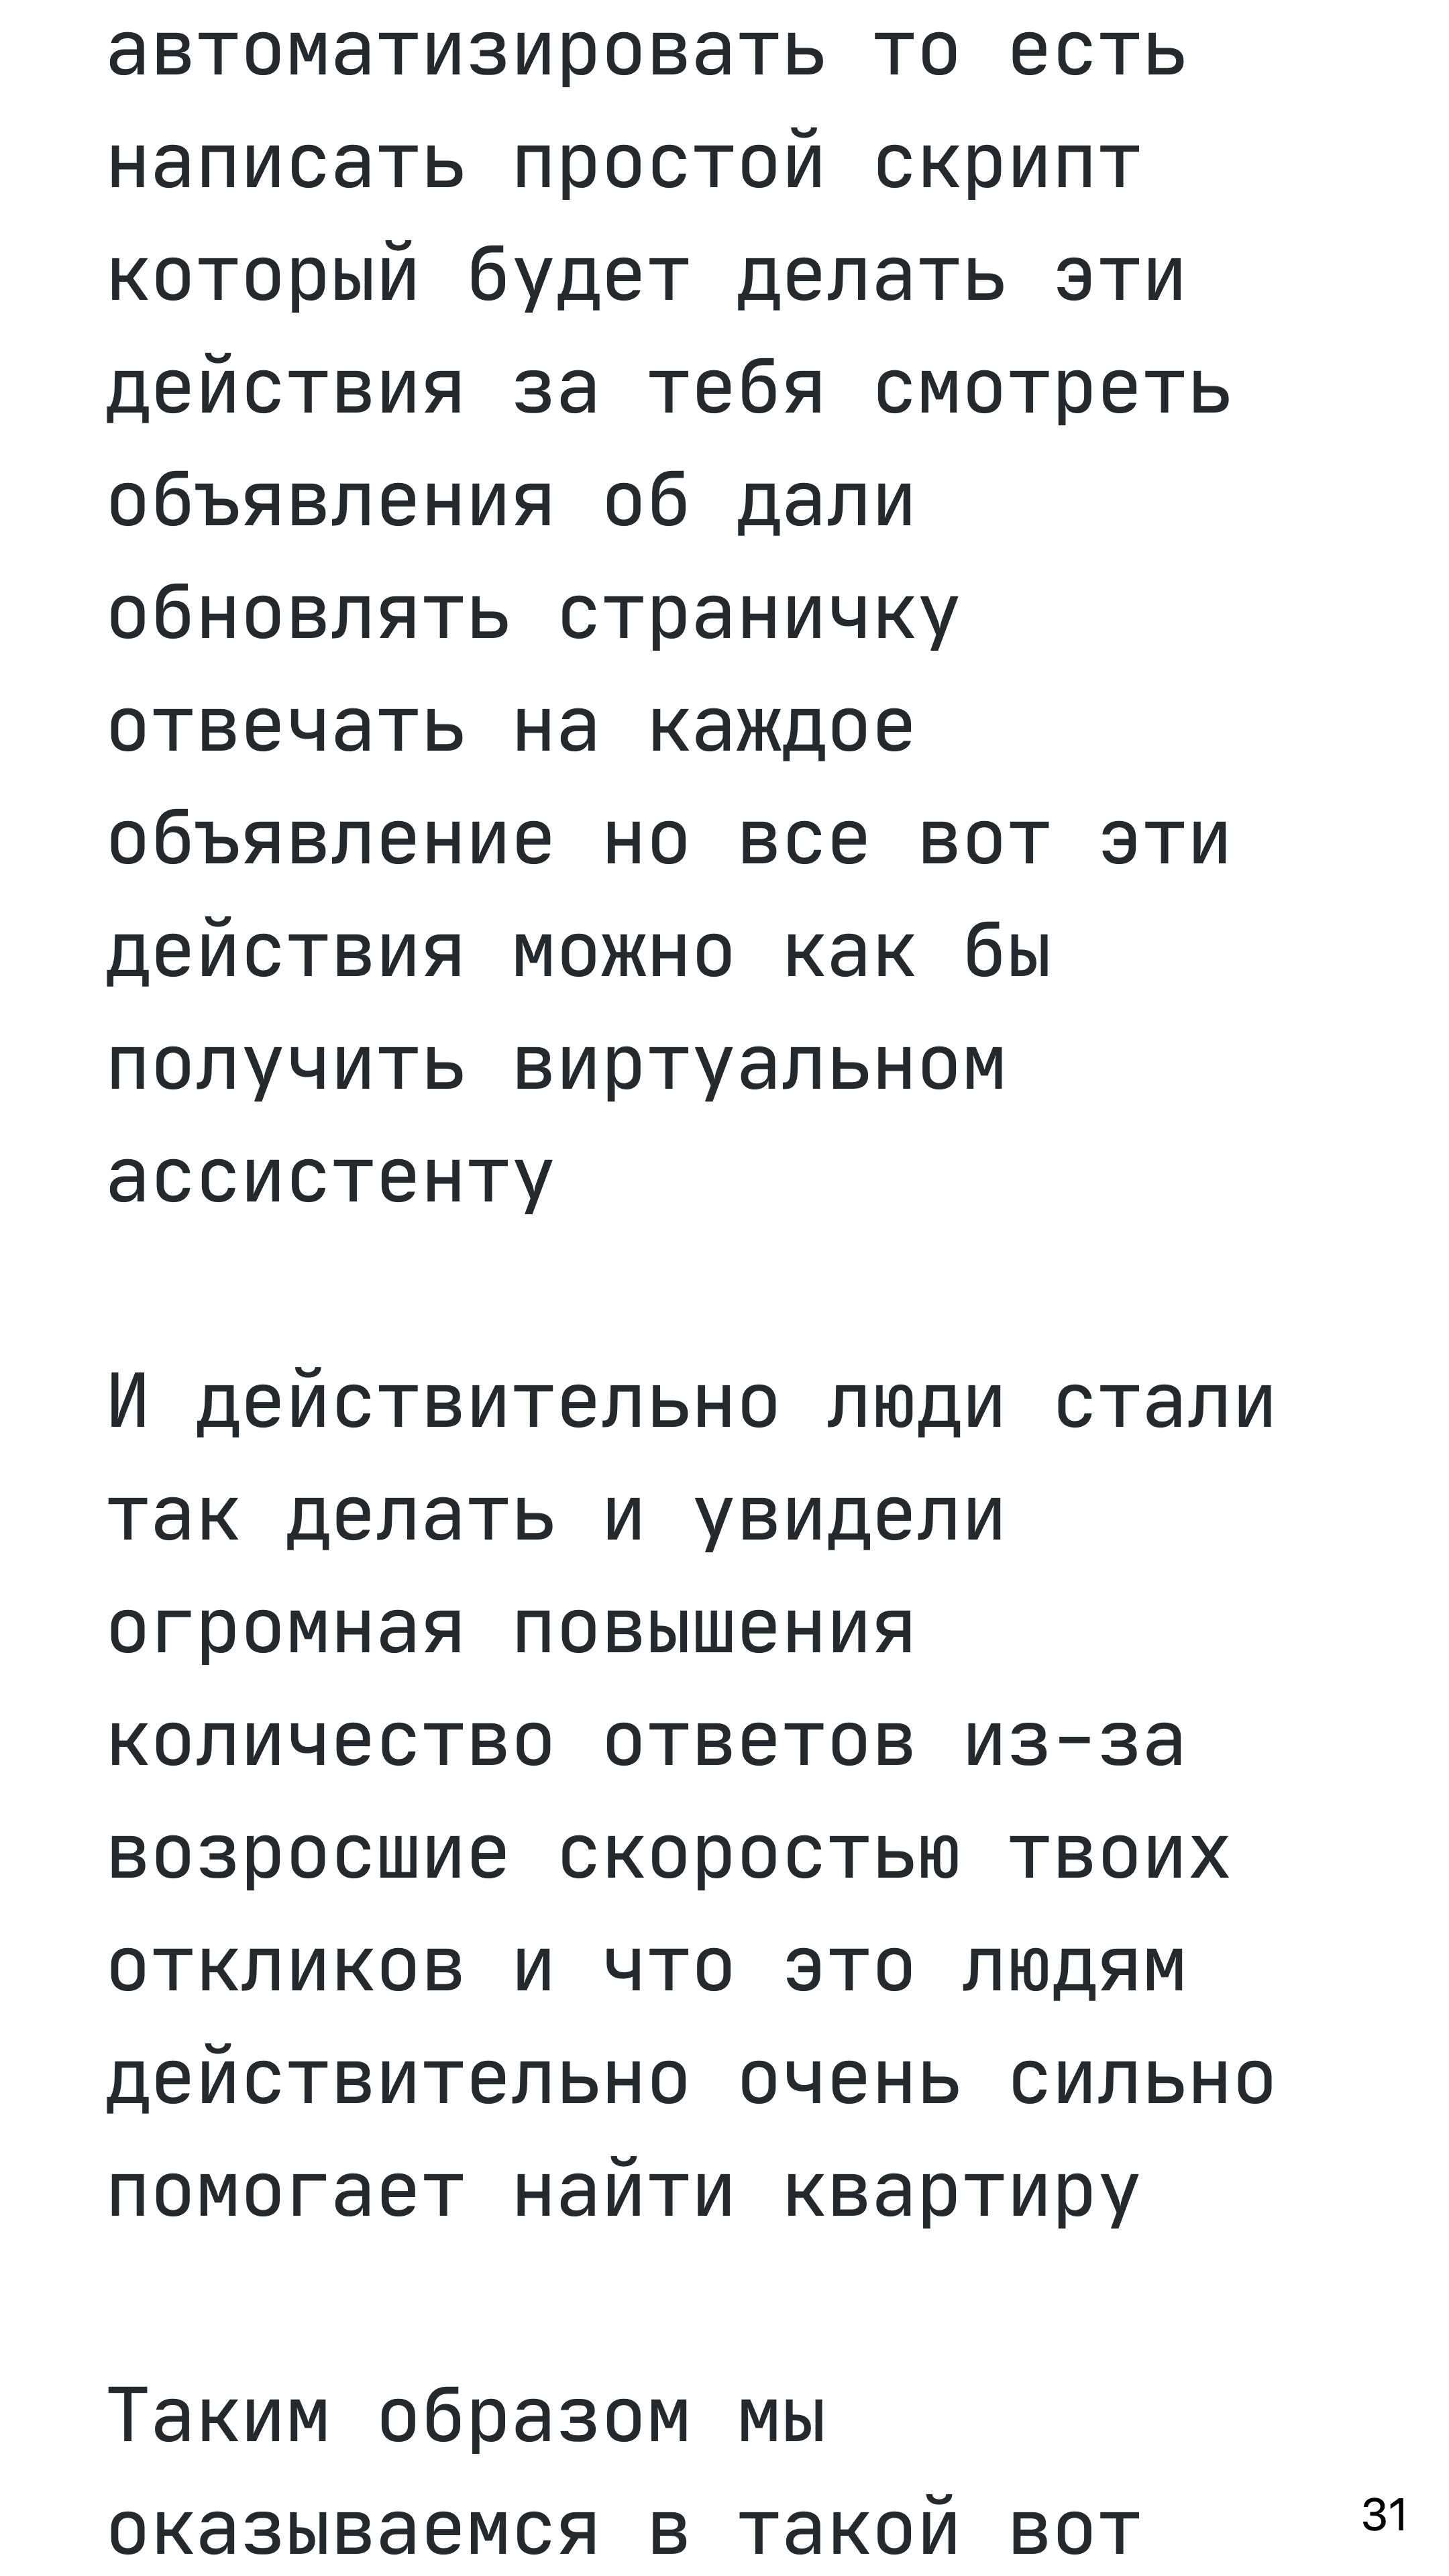 автоматизировать то есть
написать простой скрипт
который будет делать эти
действия за тебя смотреть
объявления об дали
обновлять страничку
отвечать на каждое
объявление но все вот эти
действия можно как бы
получить виртуальном
ассистенту
И действительно люди стали
так делать и увидели
огромная повышения
количество ответов из-за
возросшие скоростью твоих
откликов и что это людям
действительно очень сильно
помогает найти квартиру
Таким образом мы
оказываемся в такой вот
31